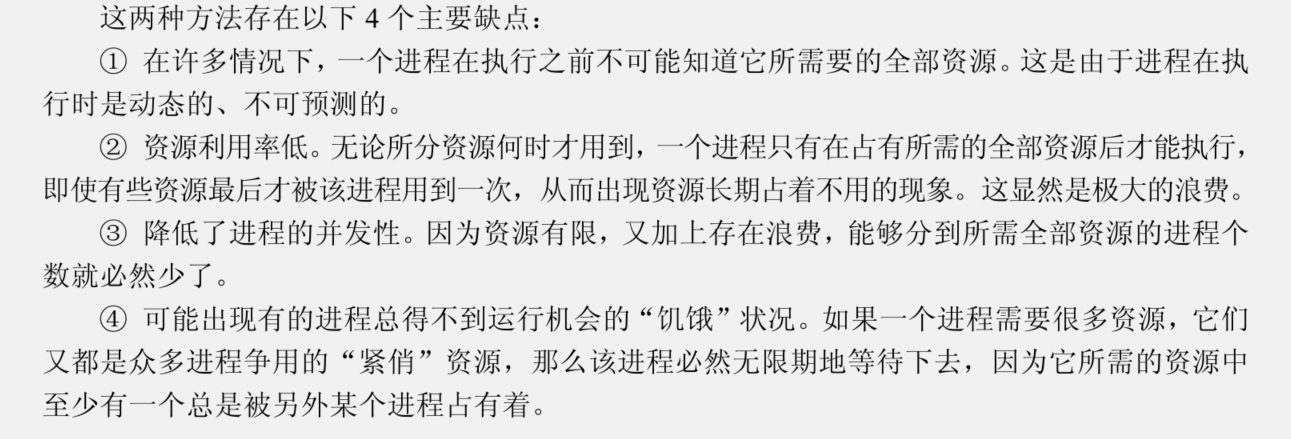 这两种方法存在以下 4 个主要缺点：
① 在许多情况下，一个进程在执行之前不可能知道它所需要的全部资源。这是由于进程在执
行时是动态的、不可预测的。
② 资源利用率低。无论所分资源何时才用到，一个进程只有在占有所需的全部资源后才能执行，
即使有些资源最后才被该进程用到一次，从而出现资源长期占着不用的现象。这显然是极大的浪费。
③ 降低了进程的并发性。因为资源有限，又加上存在浪费，能够分到所需全部资源的进程个
数就必然少了。
④ 可能出现有的进程总得不到运行机会的“饥饿”状况。如果一个进程需要很多资源，它们
又都是众多进程争用的“紧俏”资源，那么该进程必然无限期地等待下去，因为它所需的资源中
至少有一个总是被另外某个进程占有着。